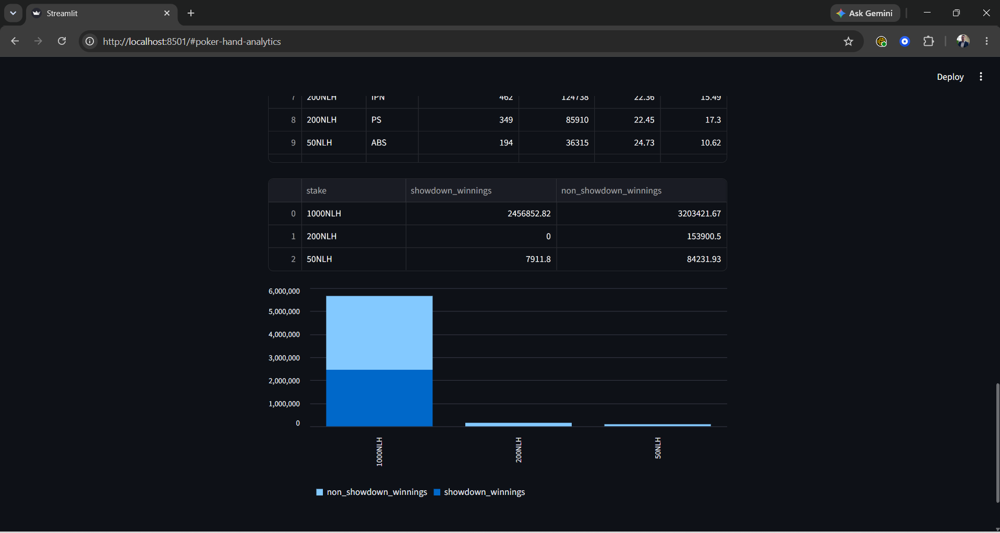 Streamlit
Ask Gemini
http://localhost:8501/#poker-hand-analytics
Deploy
7 200NLH IPN 462 124738 22.36 15.49
8 200NLH PS 349 85910 22.45 17.3
9 50NLH ABS 194 36315 24.73 10.62
stake showdown_winnings non_showdown_winnings
0 1000NLH 2456852.82 3203421.67
1 200NLH 0 153900.5
2 50NLH 7911.8 84231.93
6,000,000
5,000,000
4,000,000
3,000,000
2,000,000
1,000,000
0
1000NLH 200NLH 50NLH
non_showdown_winnings showdown_winnings